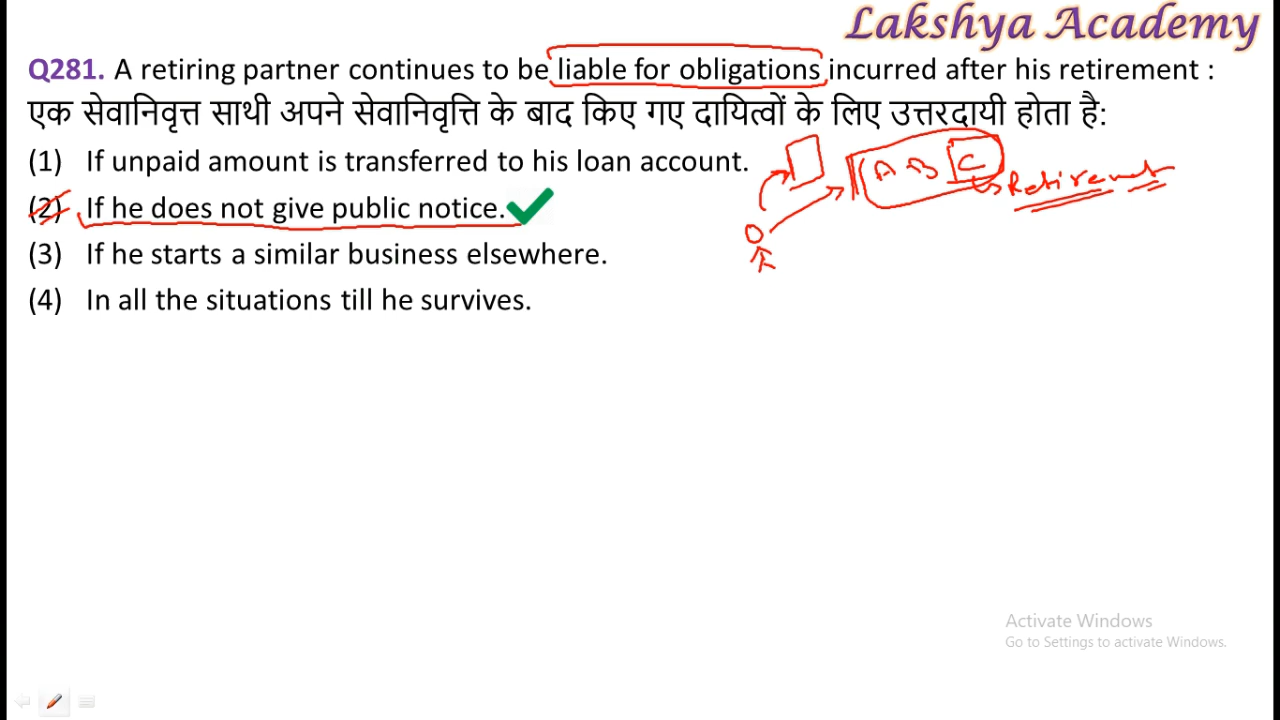 Lakshya Academy
Q281. A retiring partner continues to be liable for obligations incurred after his retirement :
एक सेवानिवृत्त साथी अपने सेवानिवृत्ति के बाद किए गए दायित्वों के लिए उत्तरदायी होता है:
(1) If unpaid amount is transferred to his loan account.
A B C
Retirement
(2) If he does not give public notice.
(3) If he starts a similar business elsewhere.
(4) In all the situations till he survives.
Activate Windows
Go to Settings to activate Windows.